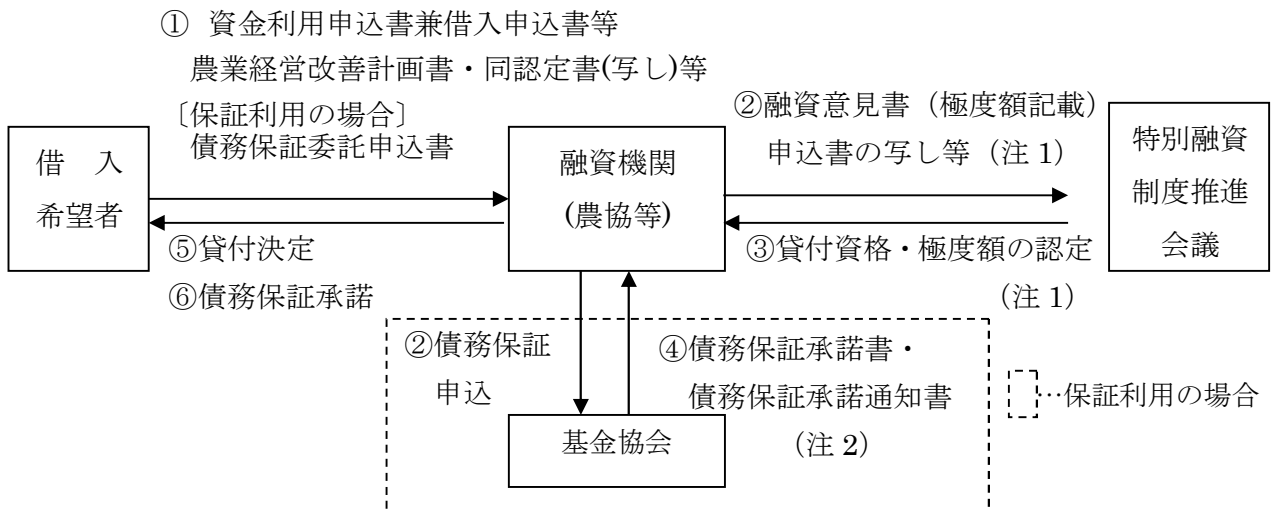 ① 資金利用申込書兼借入申込書等
農業経営改善計画書・同認定書(写し)等
〔保証利用の場合〕
債務保証委託申込書
借 入
希望者
融資機関
(農協等)
②融資意見書（極度額記載）
申込書の写し等（注 1）
特別融資
制度推進
会議
③貸付資格・極度額の認定
（注 1）
⑤貸付決定
⑥債務保証承諾
②債務保証
申込
④債務保証承諾書・
債務保証承諾通知書
（注 2）
基金協会
…保証利用の場合